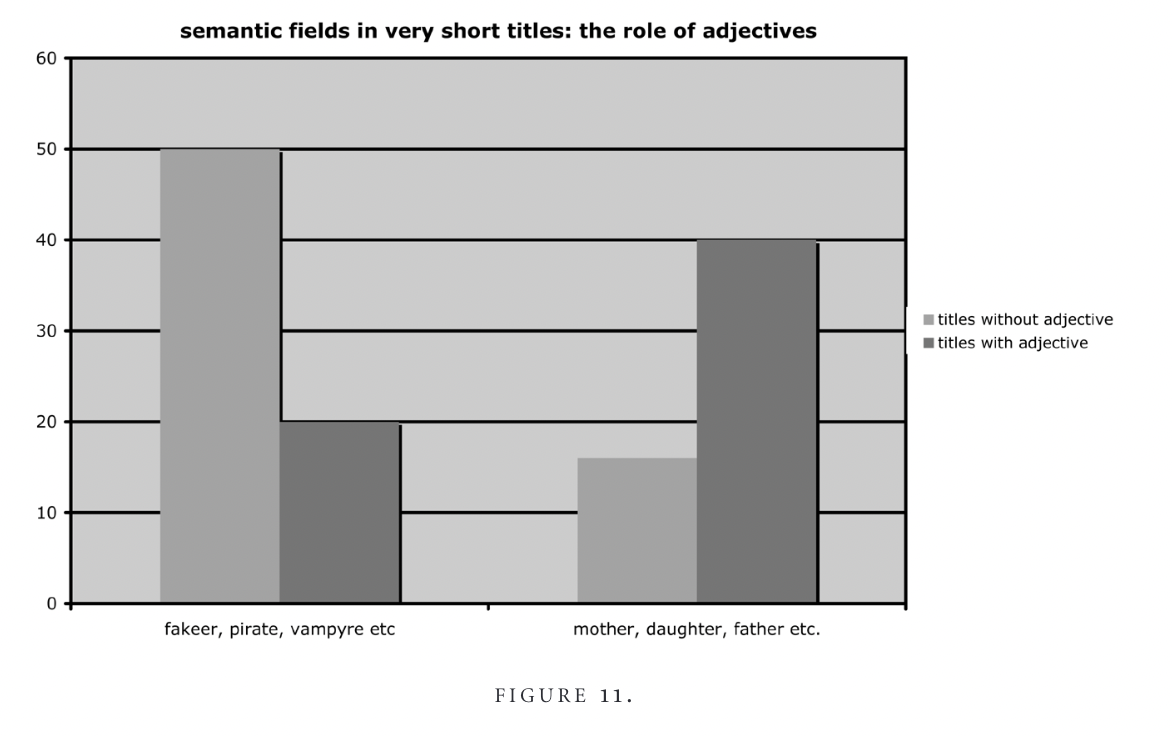 semantic fields in very short titles: the role of adjectives
60
50
40
30
20
10
0
titles without adjective
titles with adjective
fakeer, pirate, vampyre etc
mother, daughter, father etc.
FIGURE 11.